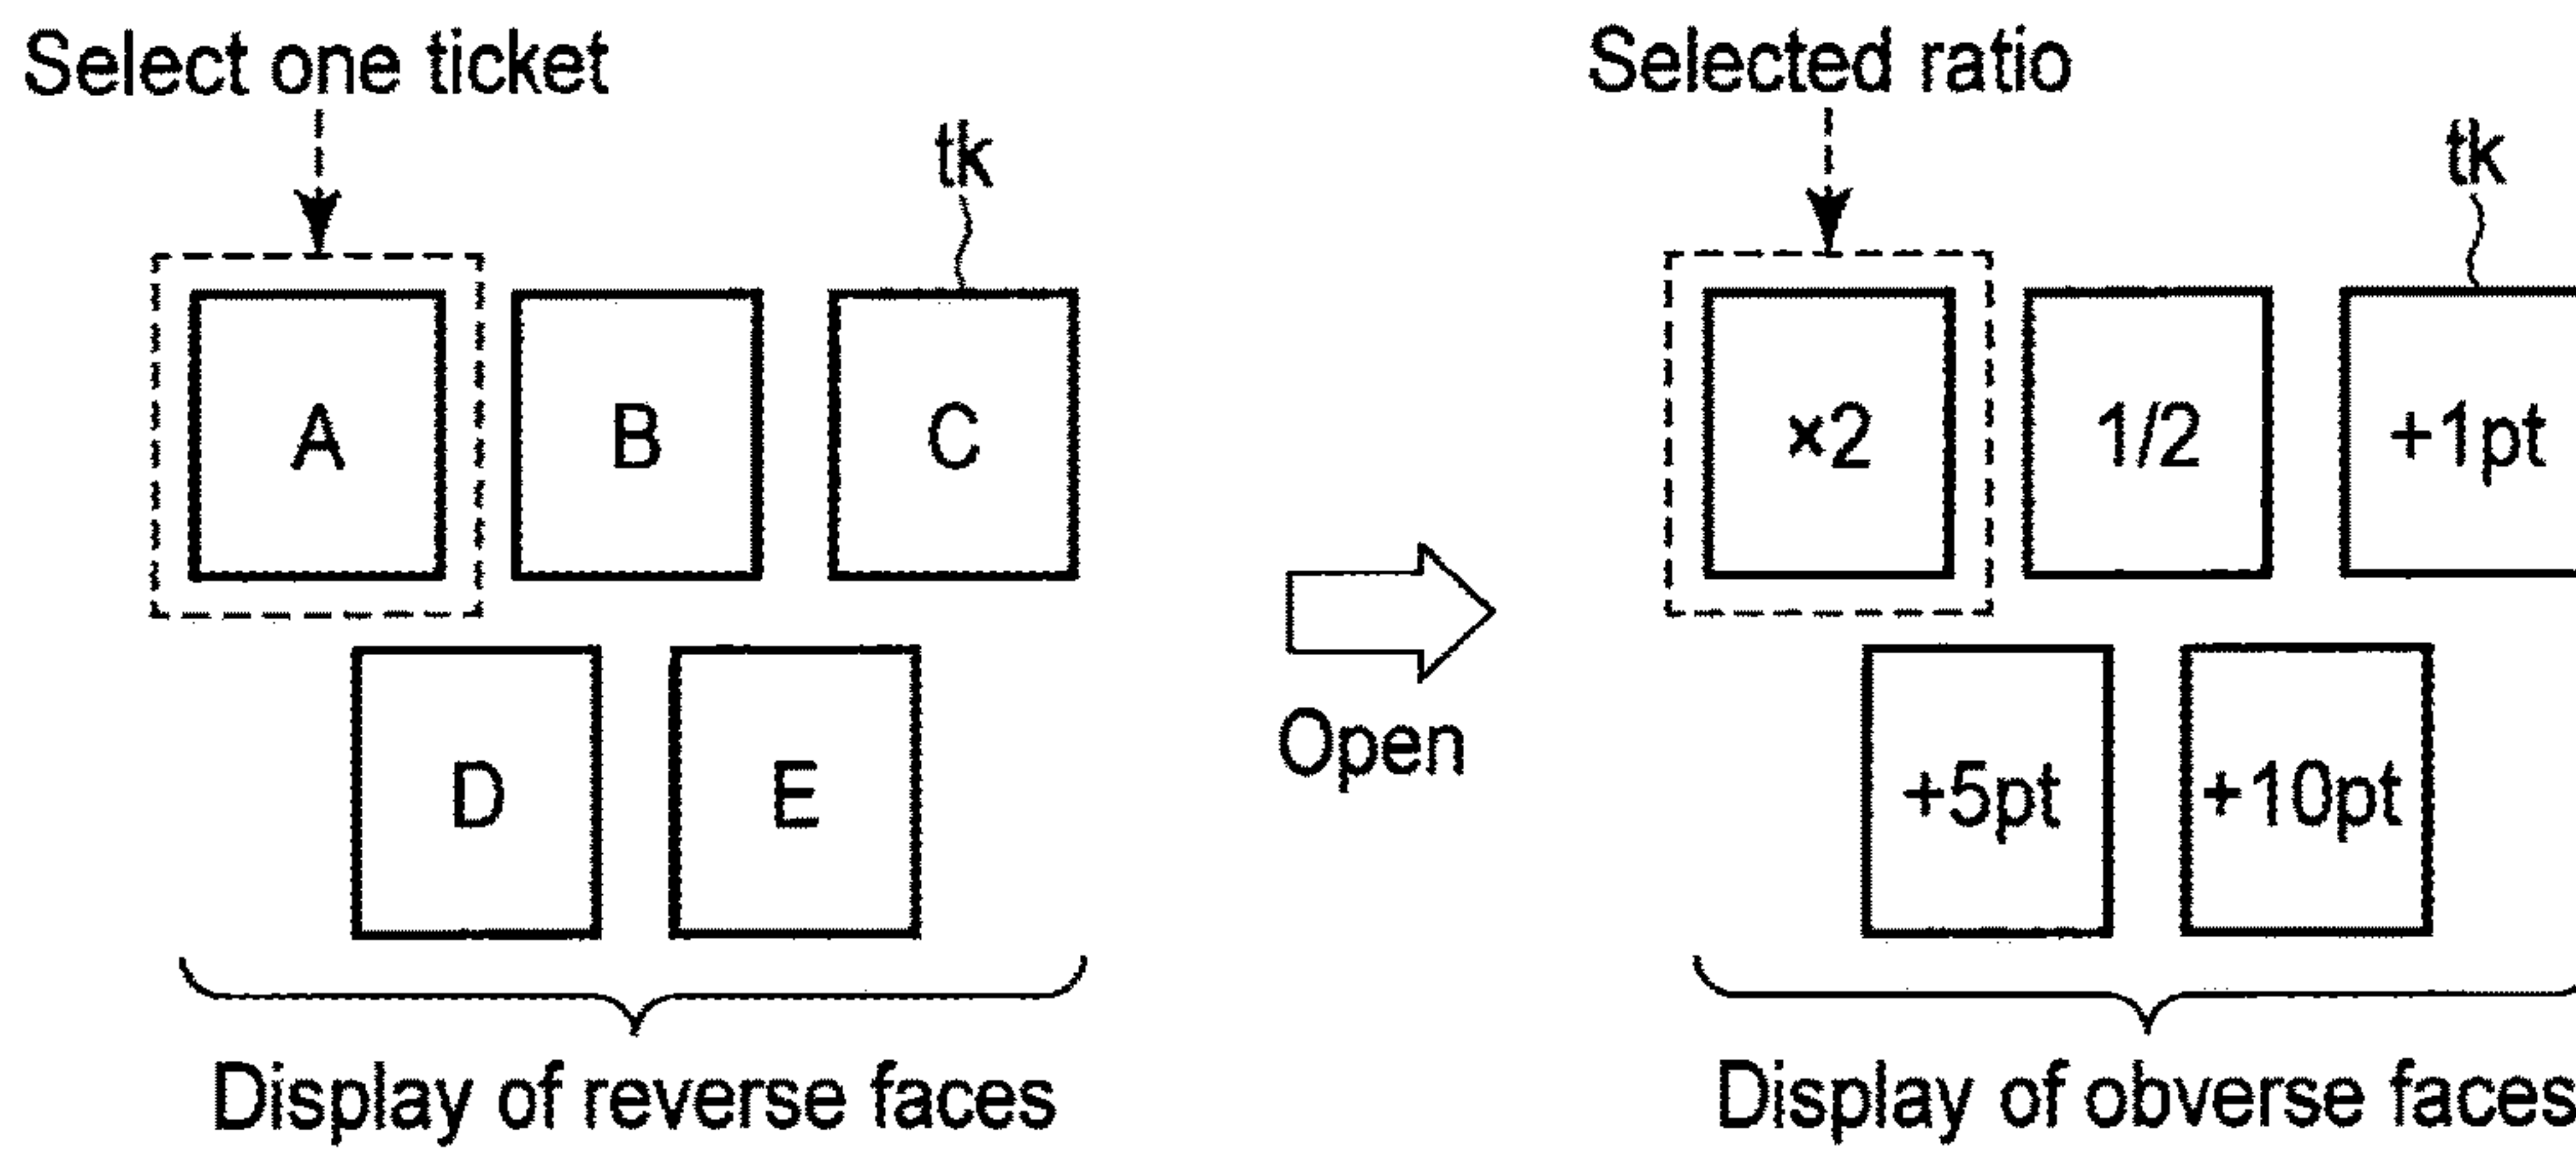 Select one ticket
tk
A B C
D E
Display of reverse faces
Open
Selected ratio
tk
×2 1/2 +1pt
+5pt +10pt
Display of obverse faces